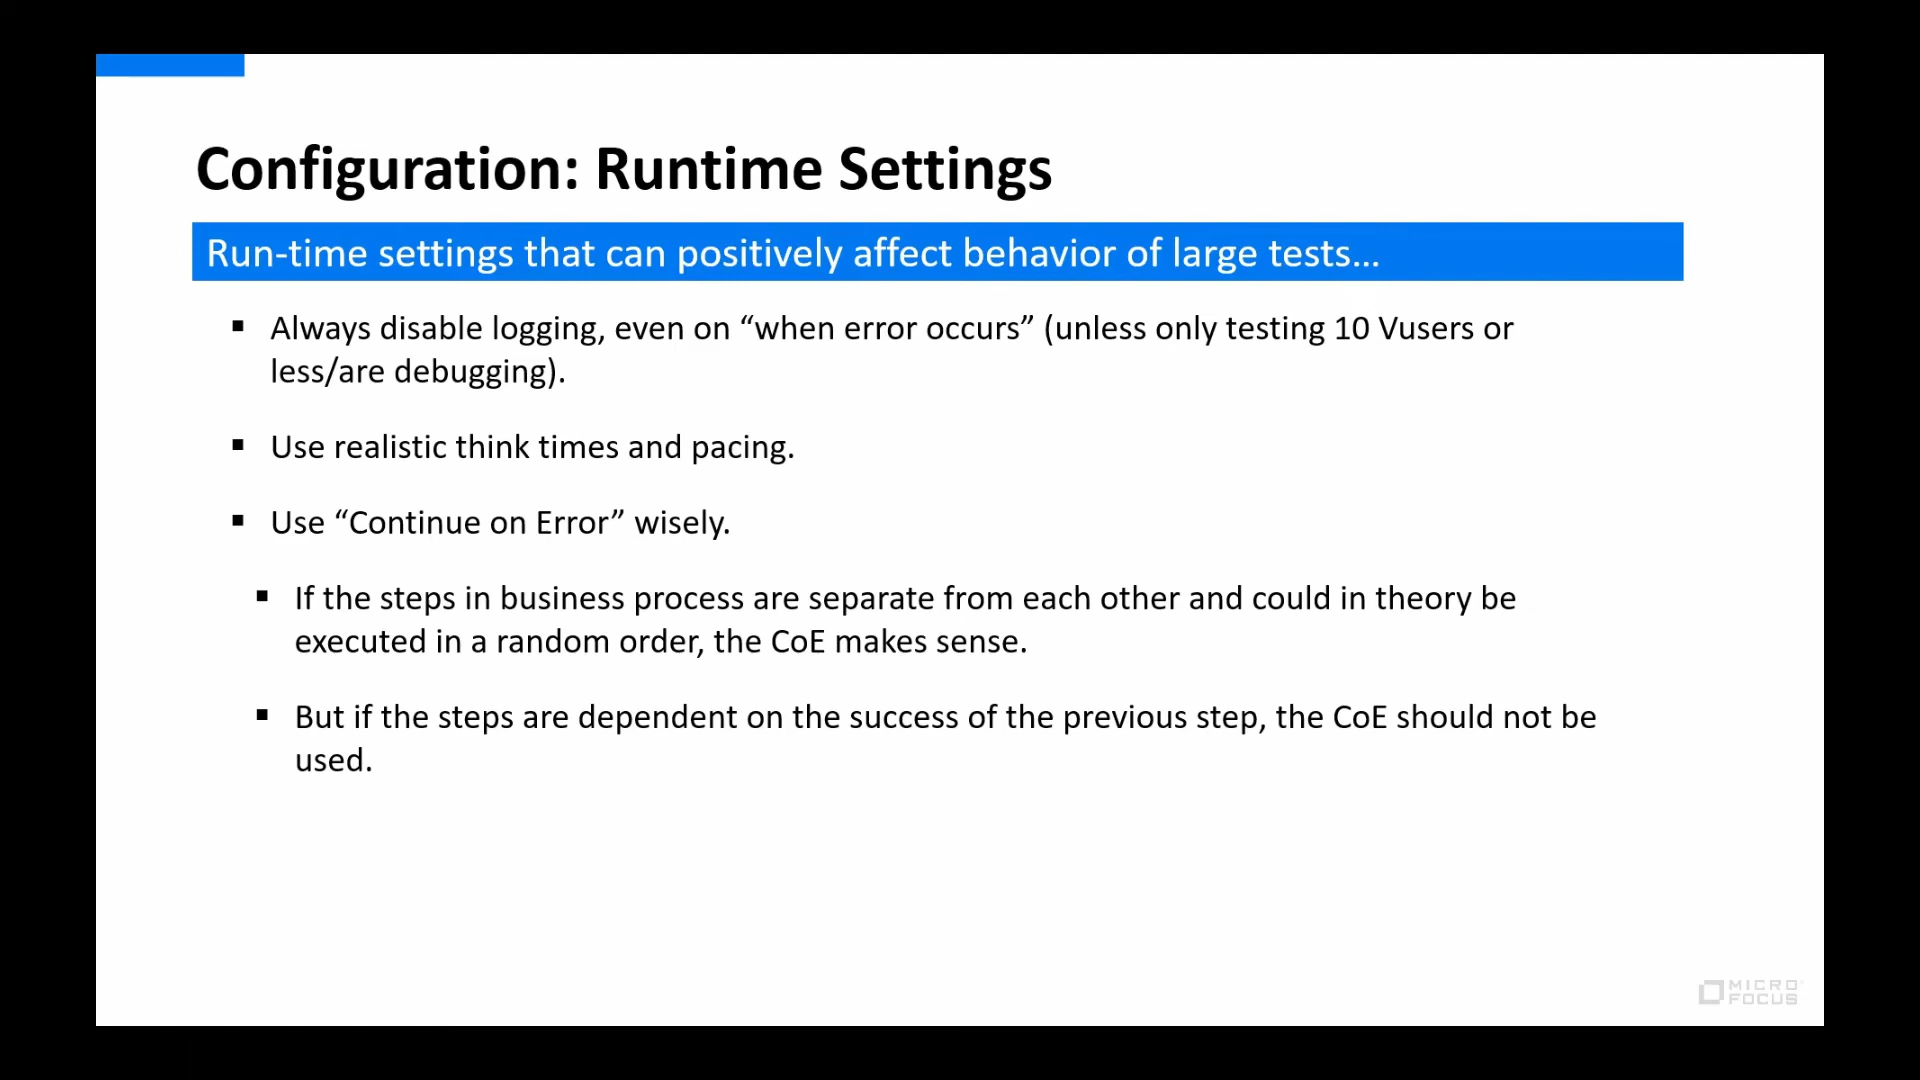 Configuration: Runtime Settings
Run-time settings that can positively affect behavior of large tests…
▪ Always disable logging, even on “when error occurs” (unless only testing 10 Vusers or
less/are debugging).
▪ Use realistic think times and pacing.
▪ Use “Continue on Error” wisely.
▪ If the steps in business process are separate from each other and could in theory be
executed in a random order, the CoE makes sense.
▪ But if the steps are dependent on the success of the previous step, the CoE should not be
used.
MICRO
FOCUS